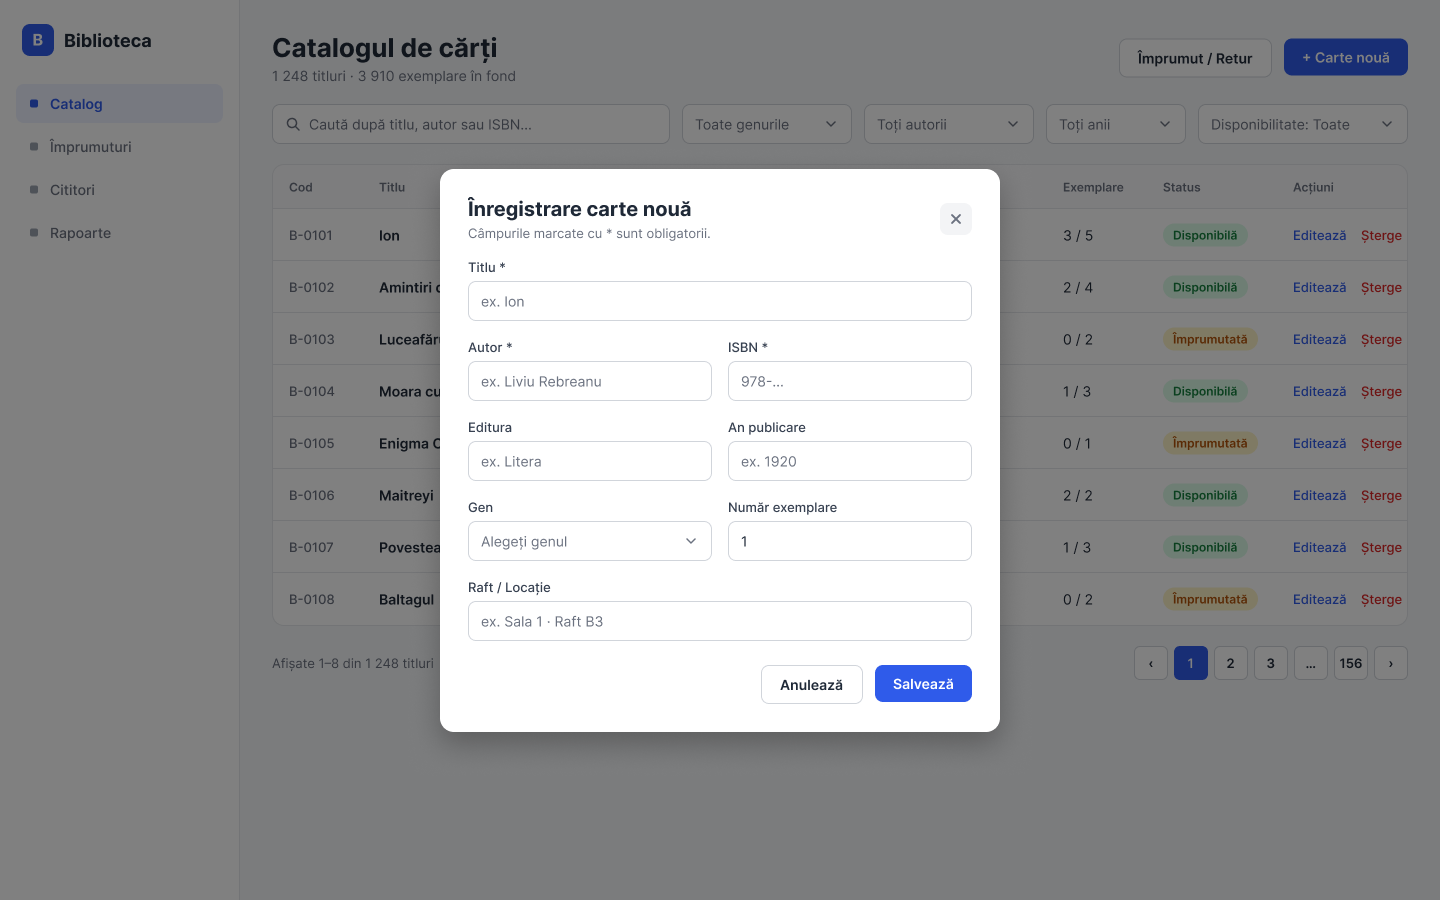 B Biblioteca
Catalog
Împrumuturi
Cititori
Rapoarte
Catalogul de cărți
1 248 titluri · 3 910 exemplare în fond
Împrumut / Retur
+ Carte nouă
Caută după titlu, autor sau ISBN...
Toate genurile
Toți autorii
Toți anii
Disponibilitate: Toate
Cod Titlu Exemplare Status Acțiuni
B-0101 Ion 3 / 5 Disponibilă Editează Șterge
B-0102 Amintiri 2 / 4 Disponibilă Editează Șterge
B-0103 0 / 2 Împrumutată Editează Șterge
B-0104 Moara cu 1 / 3 Disponibilă Editează Șterge
B-0105 Enigma 0 / 1 Împrumutată Editează Șterge
B-0106 Maitreyi 2 / 2 Disponibilă Editează Șterge
B-0107 Povestea 1 / 3 Disponibilă Editează Șterge
B-0108 Baltagul 0 / 2 Împrumutată Editează Șterge
Afișate 1–8 din 1 248 titluri
‹ 1 2 3 ... 156 ›
Înregistrare carte nouă
Câmpurile marcate cu * sunt obligatorii.
×
Titlu *
ex. Ion
Autor *
ex. Liviu Rebreanu
ISBN *
978-...
Editura
ex. Litera
An publicare
ex. 1920
Gen
Alegeți genul
Număr exemplare
1
Raft / Locație
ex. Sala 1 · Raft B3
Anulează
Salvează